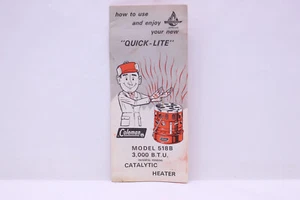 how to use
and enjoy
your new
"QUICK-LITE"
Coleman
MODEL 518B
3,000 B.T.U.
CATALYTIC
HEATER